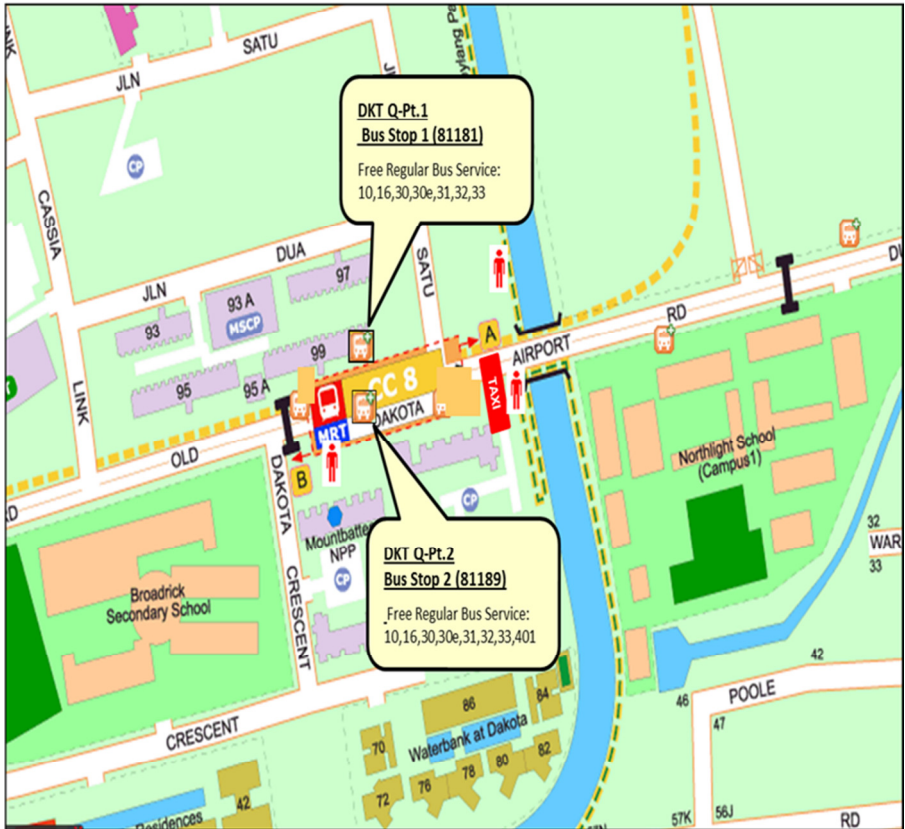 LINK
SATU
JLN
CP
CASSIA
DKT Q-Pt.1
Bus Stop 1 (81181)
Free Regular Bus Service:
10,16,30,30e,31,32,33
DUA
JLN
SATU
97
93 A
MSCP
93
99
95
95 A
LINK
A
RD
AIRPORT
CC 8
TAXI
DAKOTA
MRT
OLD
RD
B
DAKOTA
CRESCENT
CP
Northlight School
(Campus1)
NPP
CP
DKT Q-Pt.2
Bus Stop 2 (81189)
Free Regular Bus Service:
10,16,30,30e,31,32,33,401
Broadrick
Secondary School
32
33
42
46
POOLE
47
CRESCENT
86
84
70
Waterbank at Dakota
82
80
78
76
72
42
Residences
57K
56J
RD